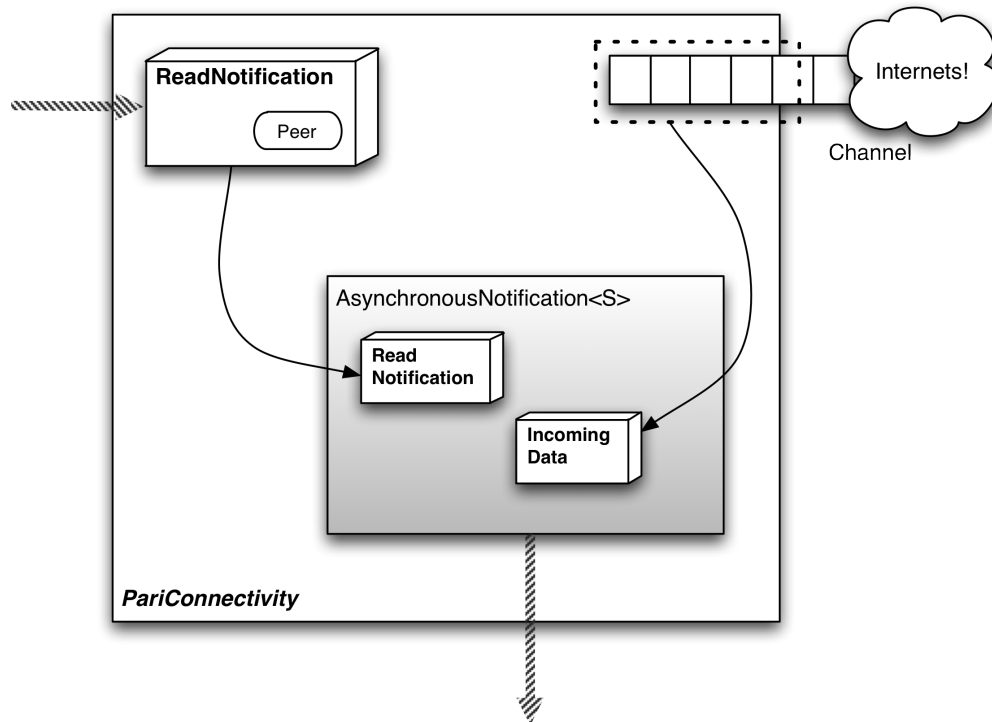 ReadNotification
Peer
Internets!
Channel
AsynchronousNotification<S>
Read
Notification
Incoming
Data
PariConnectivity